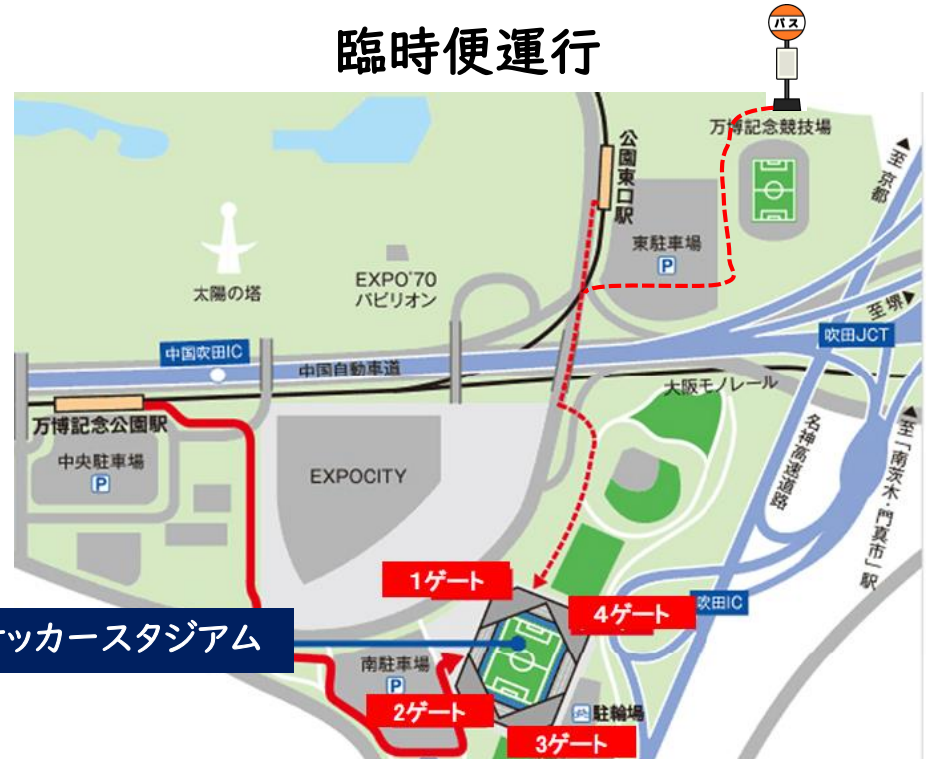 臨時便運行
バス
万博記念競技場
公園東口駅
▲至 京都
東駐車場
P
太陽の塔
EXPO'70
パビリオン
至堺▶
吹田JCT
中国吹田IC
中国自動車道
大阪モノレール
万博記念公園駅
中央駐車場
P
EXPOCITY
名神高速道路
▲至「南茨木・門真市」駅
1ゲート
4ゲート
吹田IC
ッカースタジアム
南駐車場
P
2ゲート
駐輪場
3ゲート